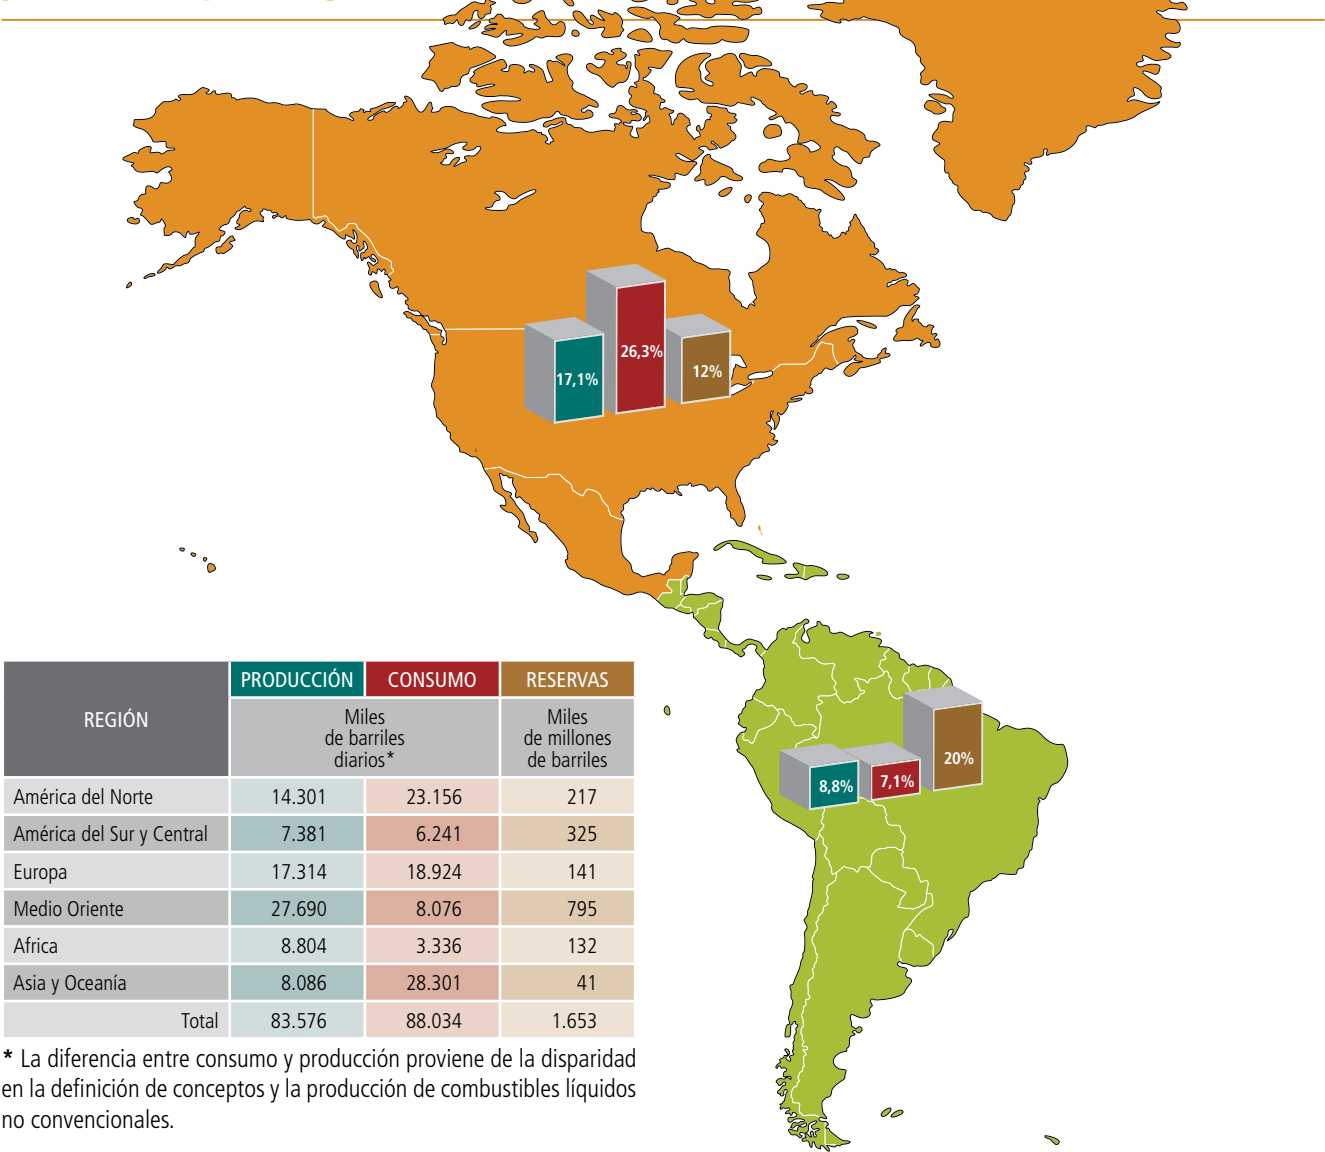 17,1%
26,3%
12%
8,8%
7,1%
20%
REGIÓN
PRODUCCIÓN CONSUMO RESERVAS
Miles
de barriles
diarios*
Miles
de millones
de barriles
América del Norte 14.301 23.156 217
América del Sur y Central 7.381 6.241 325
Europa 17.314 18.924 141
Medio Oriente 27.690 8.076 795
Africa 8.804 3.336 132
Asia y Oceanía 8.086 28.301 41
Total 83.576 88.034 1.653
* La diferencia entre consumo y producción proviene de la disparidad
en la definición de conceptos y la producción de combustibles líquidos
no convencionales.